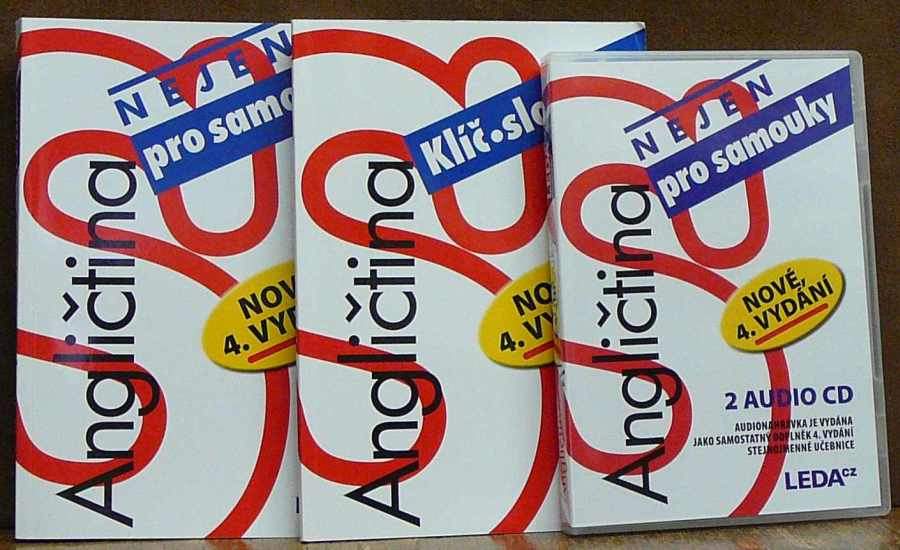 Angličtina
NEJEN
pro samo
NOV
4. VYD
Angličtina
Klíč•slo
NO
4. VY
Angličtina
NEJEN
pro samouky
NOVÉ,
4. VYDÁNÍ
2 AUDIO CD
AUDIONAHRÁVKA JE VYDÁNA
JAKO SAMOSTATNÝ DOPLNĚK 4. VYDÁNÍ
STEJNOJMENNÉ UČEBNICE
LEDA cz